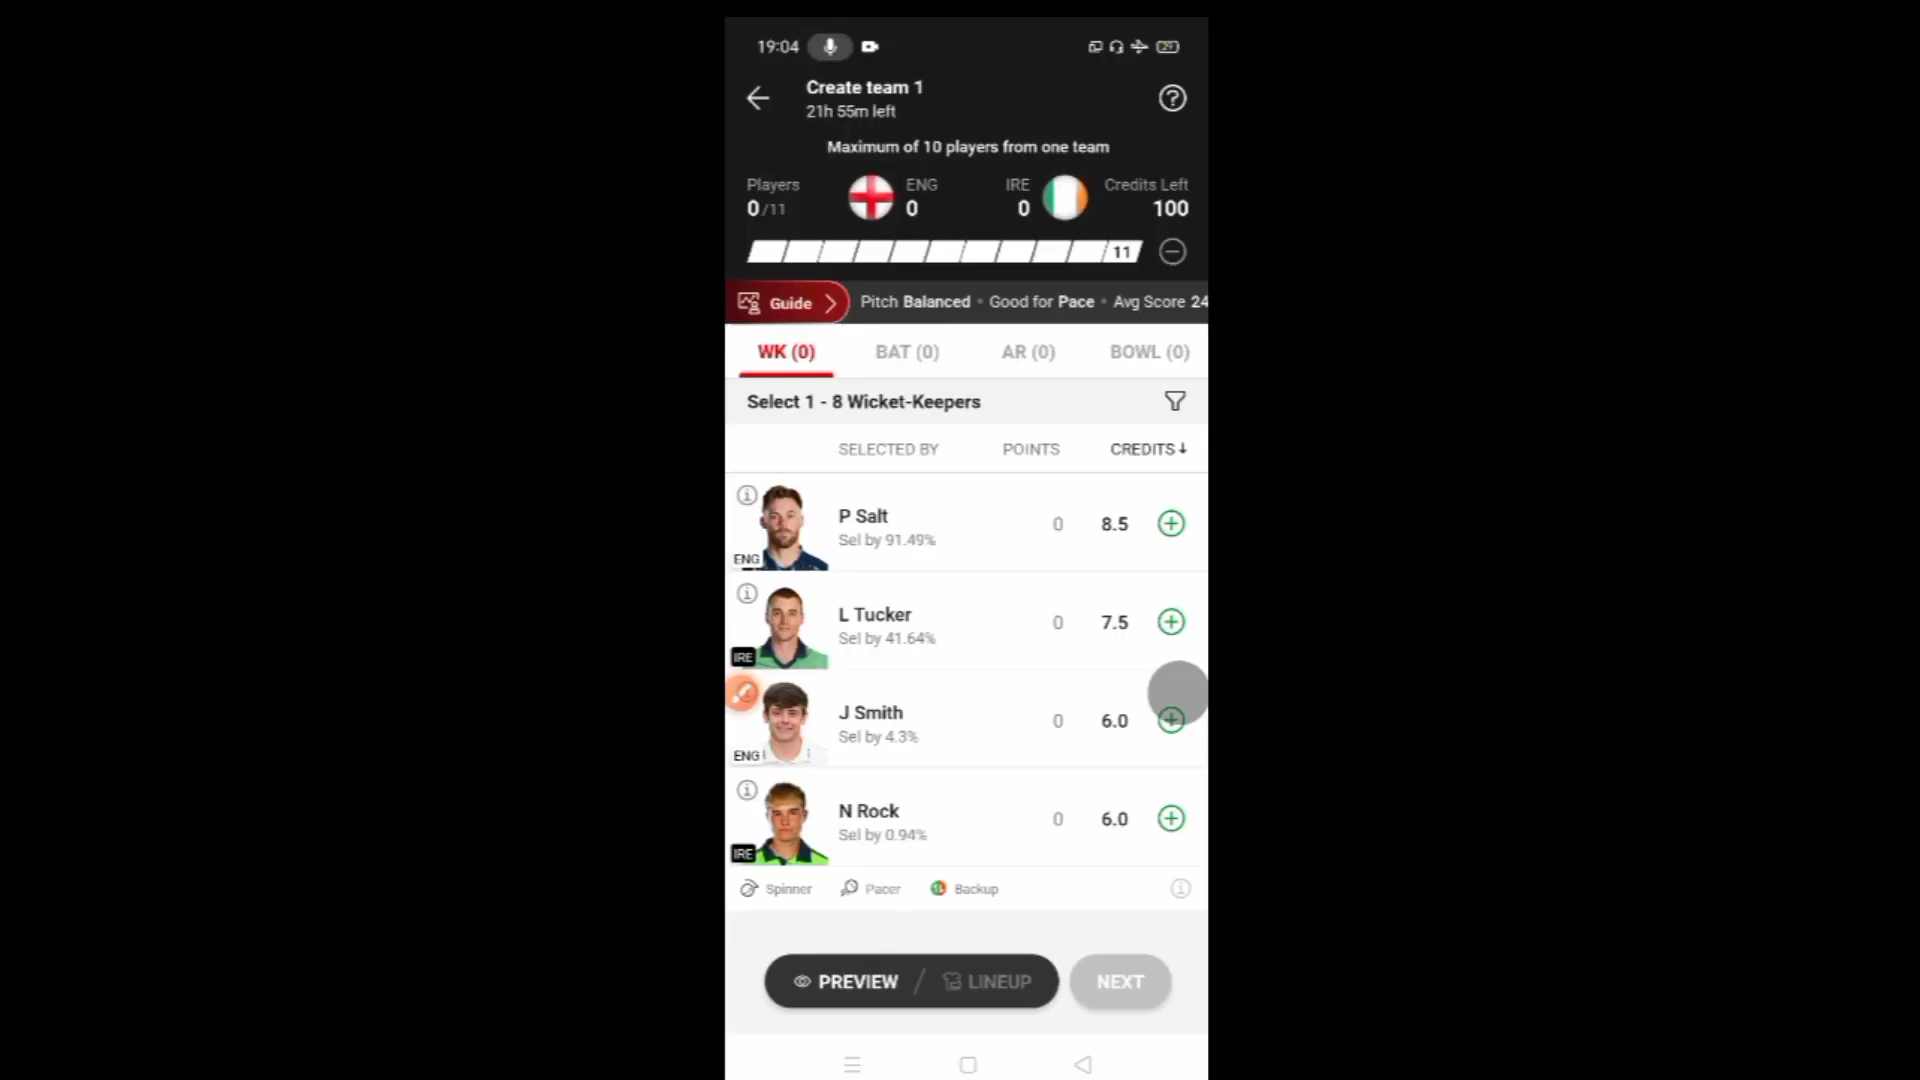 19:04
29
Create team 1
21h 55m left
Maximum of 10 players from one team
Players ENG IRE Credits Left
0/11 0 0 100
11
Guide Pitch Balanced • Good for Pace • Avg Score 24
WK (0) BAT (0) AR (0) BOWL (0)
Select 1 - 8 Wicket-Keepers
SELECTED BY POINTS CREDITS↓
P Salt
Sel by 91.49%
0 8.5
ENG
L Tucker
Sel by 41.64%
0 7.5
IRE
J Smith
Sel by 4.3%
0 6.0
ENG
N Rock
Sel by 0.94%
0 6.0
IRE
Spinner Pacer Backup
PREVIEW / LINEUP NEXT